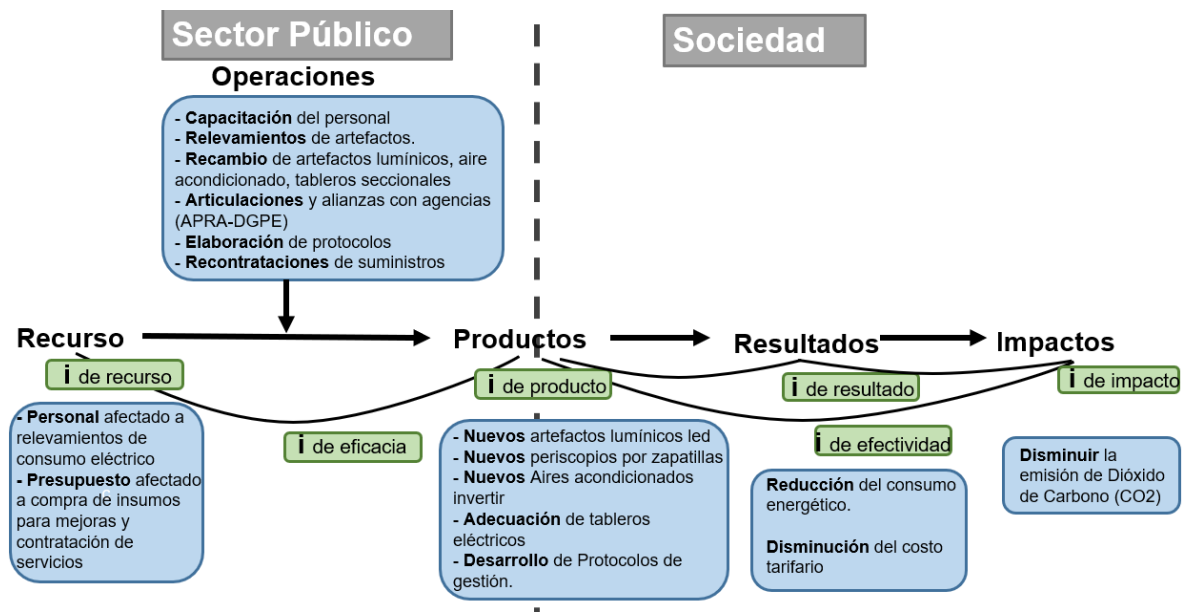 Sector Público
Sociedad
Operaciones
- Capacitación del personal
- Relevamientos de artefactos.
- Recambio de artefactos lumínicos, aire
acondicionado, tableros seccionales
- Articulaciones y alianzas con agencias
(APRA-DGPE)
- Elaboración de protocolos
- Recontrataciones de suministros
Recurso
Productos
Resultados
Impactos
i de recurso
i de producto
i de resultado
i de impacto
i de eficacia
i de efectividad
- Personal afectado a
relevamientos de
consumo eléctrico
- Presupuesto afectado
a compra de insumos
para mejoras y
contratación de
servicios
- Nuevos artefactos lumínicos led
- Nuevos periscopios por zapatillas
- Nuevos Aires acondicionados
invertir
- Adecuación de tableros
eléctricos
- Desarrollo de Protocolos de
gestión.
Reducción del consumo
energético.
Disminución del costo
tarifario
Disminuir la
emisión de Dióxido
de Carbono (CO2)